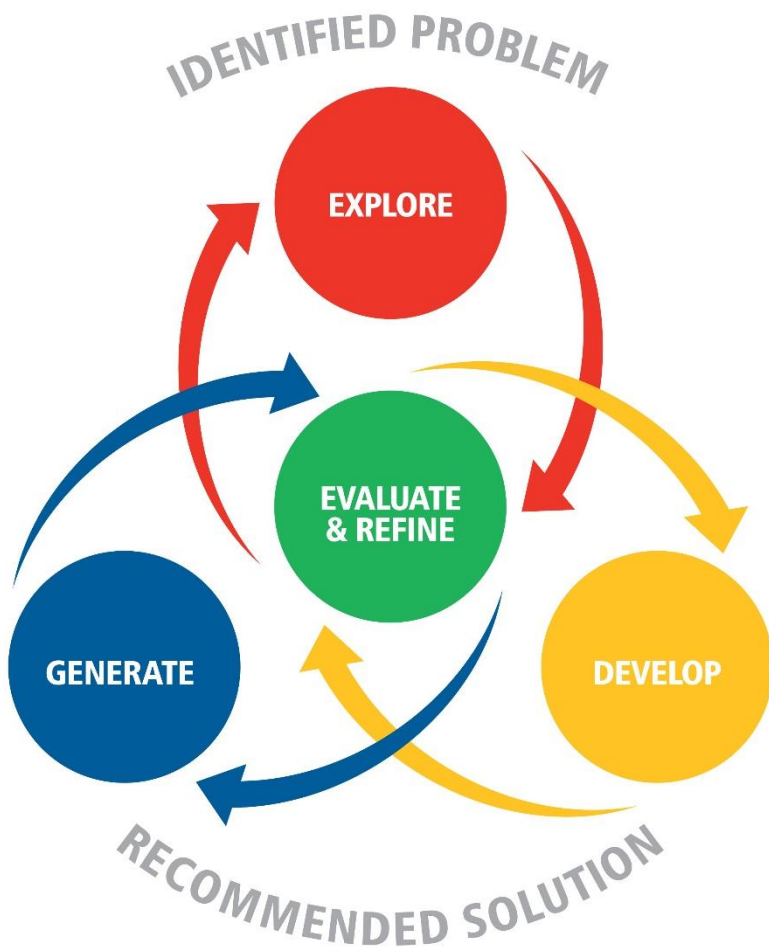 IDENTIFIED PROBLEM
EXPLORE
EVALUATE
& REFINE
GENERATE
DEVELOP
RECOMMENDED SOLUTION